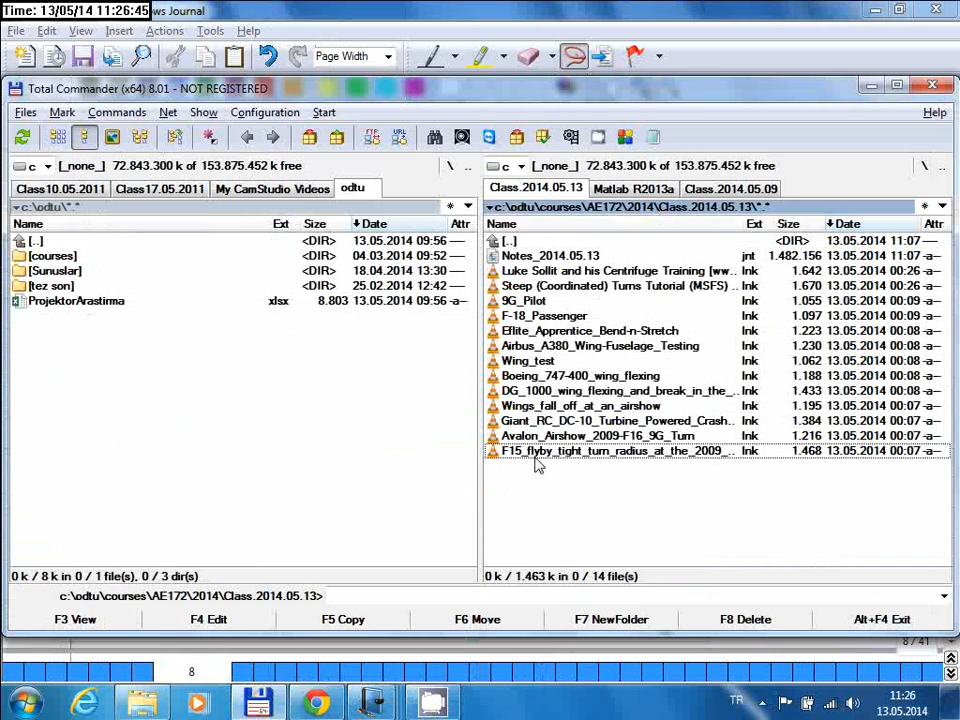 Time: 13/05/14 11:26:45 ws Journal
File Edit View Insert Actions Tools Help
Page Width
Total Commander (x64) 8.01 - NOT REGISTERED
Files Mark Commands Net Show Configuration Start Help
FTP URL
c [_none_] 72.843.300 k of 153.875.452 k free \ ..
c [_none_] 72.843.300 k of 153.875.452 k free \ ..
Class10.05.2011 Class17.05.2011 My CamStudio Videos odtu
Class.2014.05.13 Matlab R2013a Class.2014.05.09
c:\odtu\*.* *
c:\odtu\courses\AE172\2014\Class.2014.05.13\*.* *
Name Ext Size Date Attr
[..] <DIR> 13.05.2014 09:56 ----
[courses] <DIR> 04.03.2014 09:52 ----
[Sunuslar] <DIR> 18.04.2014 13:30 ----
[tez son] <DIR> 25.02.2014 12:42 ----
ProjektorArastirma xlsx 8.803 13.05.2014 09:56 -a--
Name Ext Size Date Attr
[..] <DIR> 13.05.2014 11:07 ----
Notes_2014.05.13 jnt 1.482.156 13.05.2014 11:07 -a--
Luke Sollit and his Centrifuge Training [ww.. lnk 1.642 13.05.2014 00:26 -a--
Steep (Coordinated) Turns Tutorial (MSFS) .. lnk 1.670 13.05.2014 00:26 -a--
9G_Pilot lnk 1.055 13.05.2014 00:09 -a--
F-18_Passenger lnk 1.097 13.05.2014 00:09 -a--
Eflite_Apprentice_Bend-n-Stretch lnk 1.223 13.05.2014 00:08 -a--
Airbus_A380_Wing-Fuselage_Testing lnk 1.230 13.05.2014 00:08 -a--
Wing_test lnk 1.062 13.05.2014 00:08 -a--
Boeing_747-400_wing_flexing lnk 1.188 13.05.2014 00:08 -a--
DG_1000_wing_flexing_and_break_in_the_.. lnk 1.433 13.05.2014 00:08 -a--
Wings_fall_off_at_an_airshow lnk 1.195 13.05.2014 00:07 -a--
Giant_RC_DC-10_Turbine_Powered_Crash.. lnk 1.384 13.05.2014 00:07 -a--
Avalon_Airshow_2009-F16_9G_Turn lnk 1.216 13.05.2014 00:07 -a--
F15_flyby_tight_turn_radius_at_the_2009_.. lnk 1.468 13.05.2014 00:07 -a--
0 k / 8 k in 0 / 1 file(s), 0 / 3 dir(s)
0 k / 1.463 k in 0 / 14 file(s)
c:\odtu\courses\AE172\2014\Class.2014.05.13>
F3 View F4 Edit F5 Copy F6 Move F7 NewFolder F8 Delete Alt+F4 Exit
8 / 41
8
TR 11:26
13.05.2014